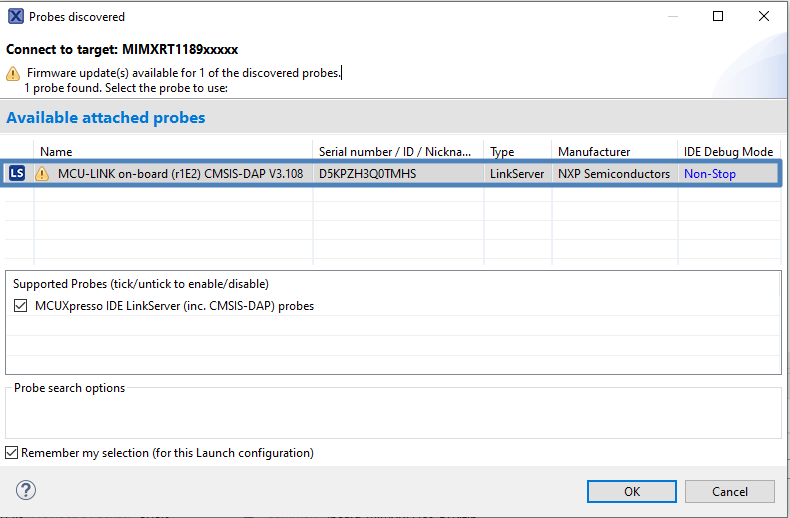 Probes discovered
Connect to target: MIMXRT1189xxxxx
Firmware update(s) available for 1 of the discovered probes.
1 probe found. Select the probe to use:
Available attached probes
Name Serial number / ID / Nickna... Type Manufacturer IDE Debug Mode
LS MCU-LINK on-board (r1E2) CMSIS-DAP V3.108 D5KPZH3Q0TMHS LinkServer NXP Semiconductors Non-Stop
Supported Probes (tick/untick to enable/disable)
MCUXpresso IDE LinkServer (inc. CMSIS-DAP) probes
Probe search options
Remember my selection (for this Launch configuration)
OK Cancel